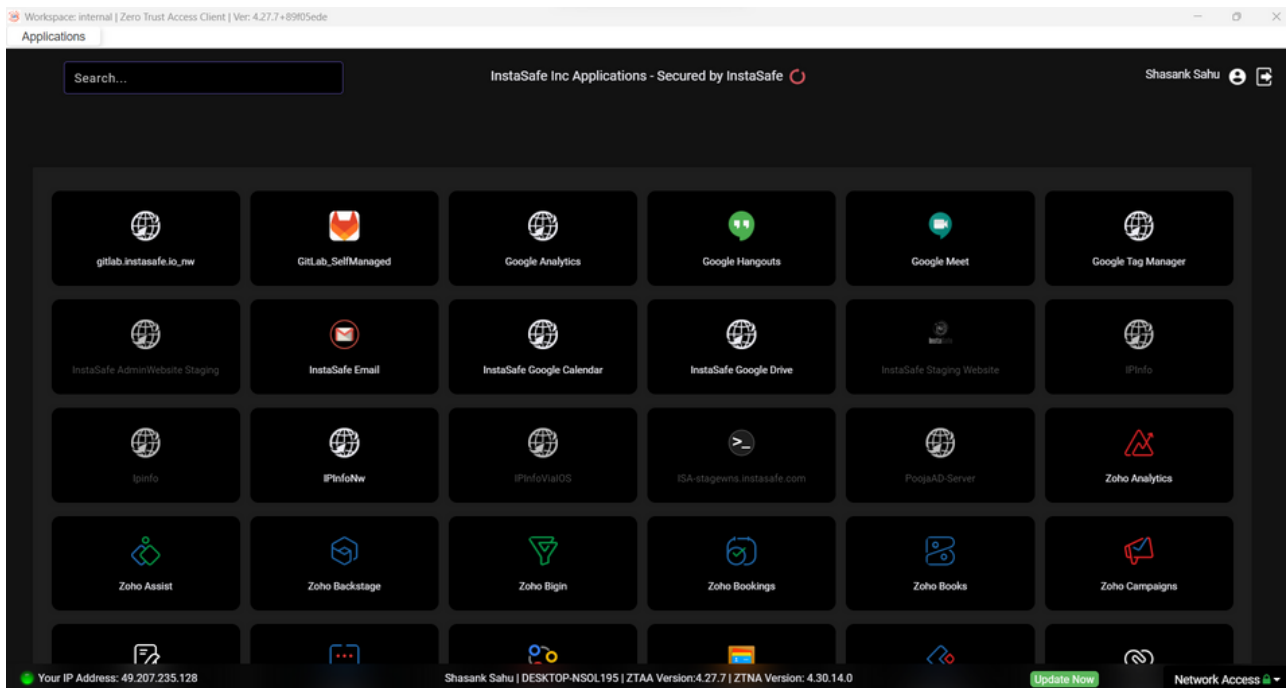 Workspace: internal | Zero Trust Access Client | Ver: 4.27.7+89f05ede
Applications
Search...
InstaSafe Inc Applications - Secured by InstaSafe
Shasank Sahu
gitlab.instasafe.io_nw
GitLab_SelfManaged
Google Analytics
Google Hangouts
Google Meet
Google Tag Manager
InstaSafe AdminWebsite Staging
InstaSafe Email
InstaSafe Google Calendar
InstaSafe Google Drive
InstaSafe Staging Website
IPInfo
Ipinfo
IPInfoNw
IPInfoViaIOS
ISA-stagewns.instasafe.com
PoojaAD-Server
Zoho Analytics
Zoho Assist
Zoho Backstage
Zoho Bigin
Zoho Bookings
Zoho Books
Zoho Campaigns
Your IP Address: 49.207.235.128
Shasank Sahu | DESKTOP-NSOL195 | ZTAA Version:4.27.7 | ZTNA Version: 4.30.14.0
Update Now
Network Access